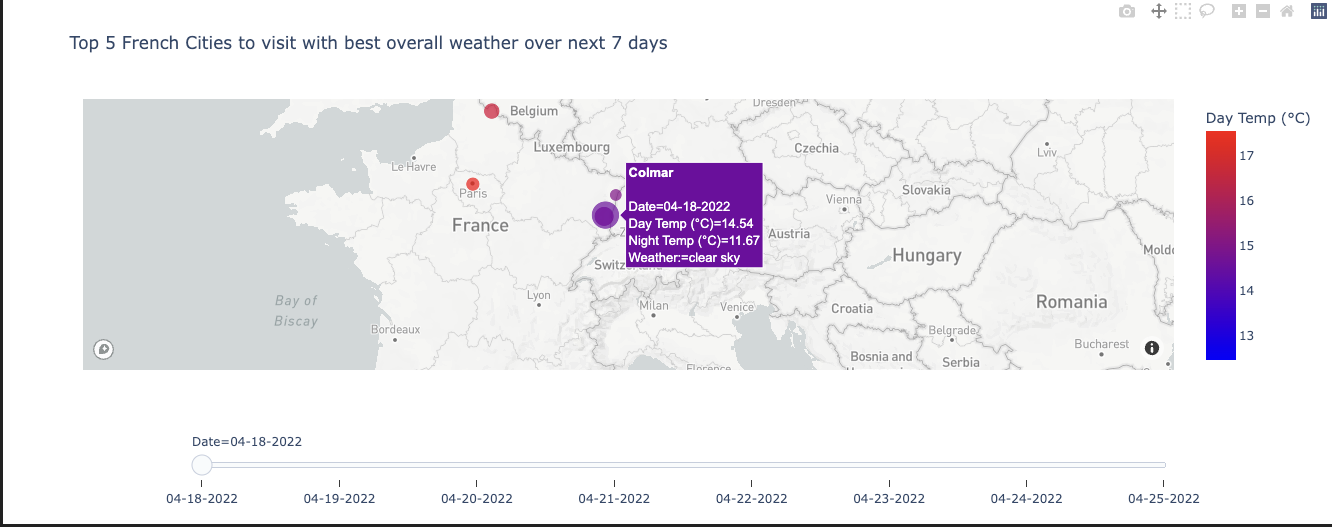 Top 5 French Cities to visit with best overall weather over next 7 days
Dresden
Belgium
Day Temp (°C)
Luxembourg
Czechia
Lviv
17
Le Havre
Colmar
Paris
Slovakia
16
Vienna
Date=04-18-2022
France
Day Temp (°C)=14.54
Austria
Night Temp (°C)=11.67
15
Weather:=clear sky
Hungary
Moldo
Switz
14
Bay of
Biscay
Lyon
Milan
Venice
Croatia
Romania
13
Bordeaux
Belgrade
Bucharest
Bosnia and
Serbia
Florence
Date=04-18-2022
04-18-2022 04-19-2022 04-20-2022 04-21-2022 04-22-2022 04-23-2022 04-24-2022 04-25-2022